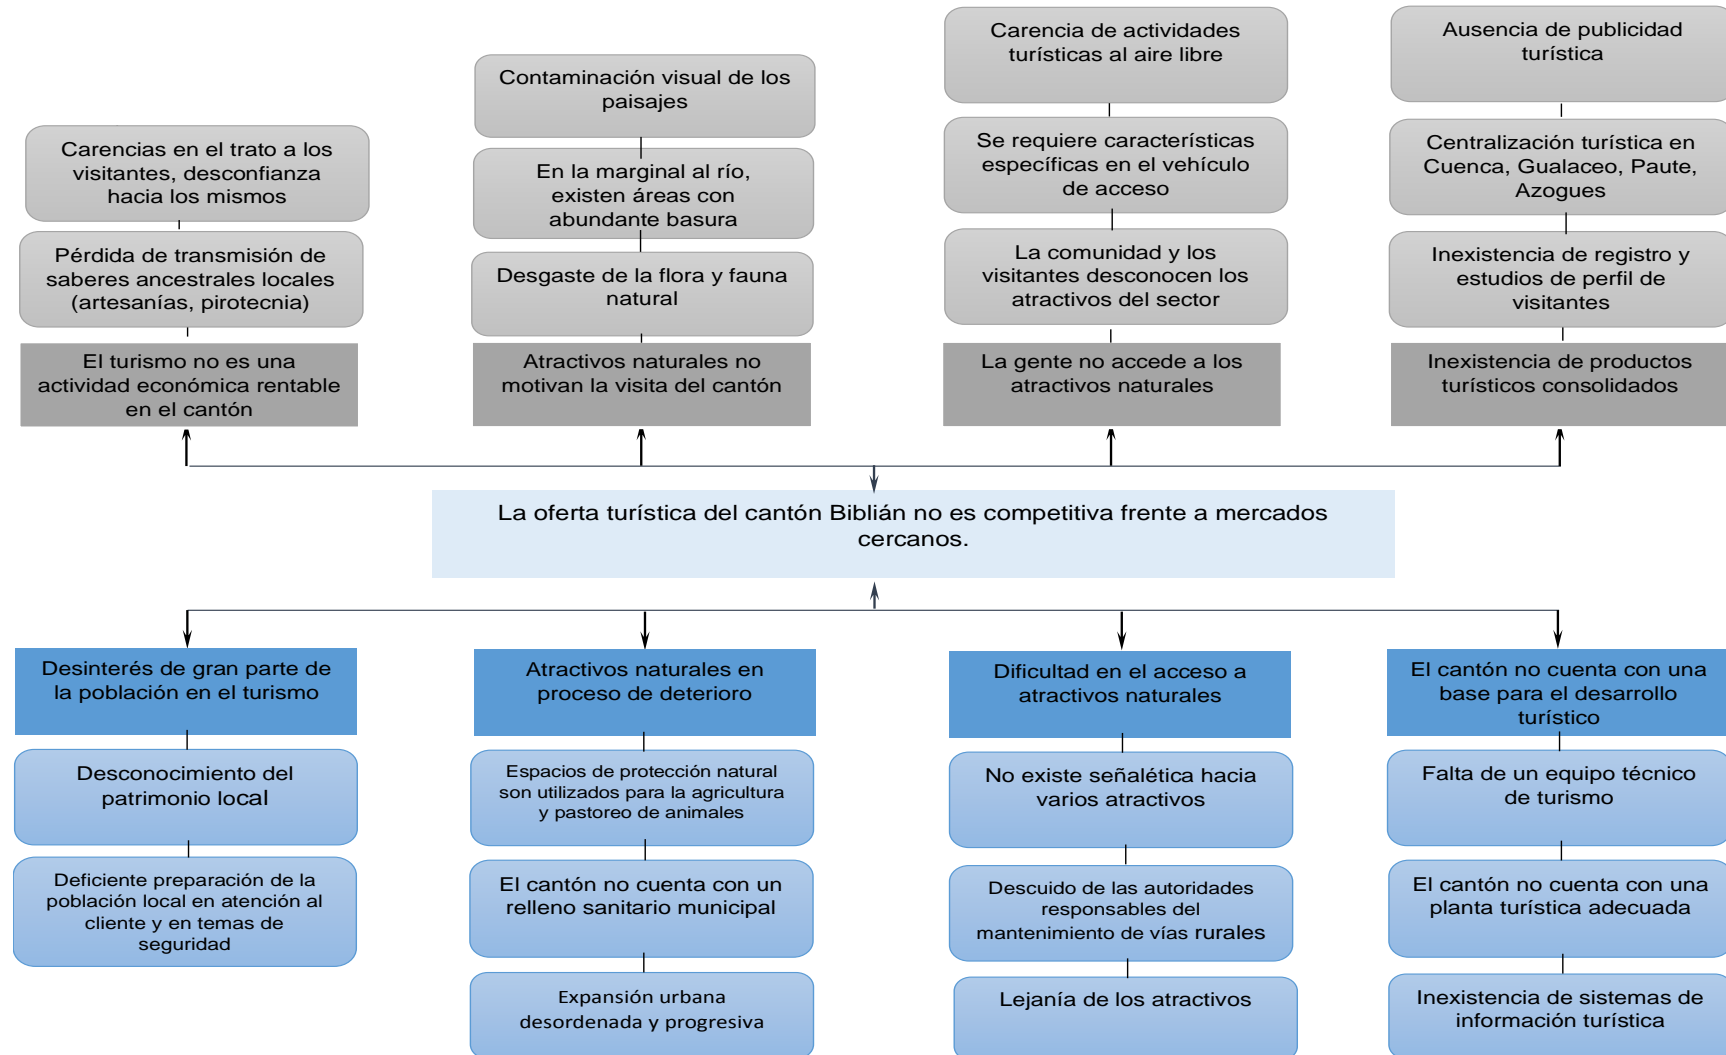 Carencia de actividades
turísticas al aire libre
Ausencia de publicidad
turística
Contaminación visual de los
paisajes
Carencias en el trato a los
visitantes, desconfianza
hacia los mismos
En la marginal al río,
existen áreas con
abundante basura
Se requiere características
específicas en el vehículo
de acceso
Centralización turística en
Cuenca, Gualaceo, Paute,
Azogues
Pérdida de transmisión de
saberes ancestrales locales
(artesanías, pirotecnia)
Desgaste de la flora y fauna
natural
La comunidad y los
visitantes desconocen los
atractivos del sector
Inexistencia de registro y
estudios de perfil de
visitantes
El turismo no es una
actividad económica rentable
en el cantón
Atractivos naturales no
motivan la visita del cantón
La gente no accede a los
atractivos naturales
Inexistencia de productos
turísticos consolidados
La oferta turística del cantón Biblián no es competitiva frente a mercados
cercanos.
Desinterés de gran parte de
la población en el turismo
Atractivos naturales en
proceso de deterioro
Dificultad en el acceso a
atractivos naturales
El cantón no cuenta con una
base para el desarrollo
turístico
Desconocimiento del
patrimonio local
Espacios de protección natural
son utilizados para la agricultura
y pastoreo de animales
No existe señalética hacia
varios atractivos
Falta de un equipo técnico
de turismo
Deficiente preparación de la
población local en atención al
cliente y en temas de
seguridad
El cantón no cuenta con un
relleno sanitario municipal
Descuido de las autoridades
responsables del
mantenimiento de vías rurales
El cantón no cuenta con una
planta turística adecuada
Expansión urbana
desordenada y progresiva
Lejanía de los atractivos
Inexistencia de sistemas de
información turística